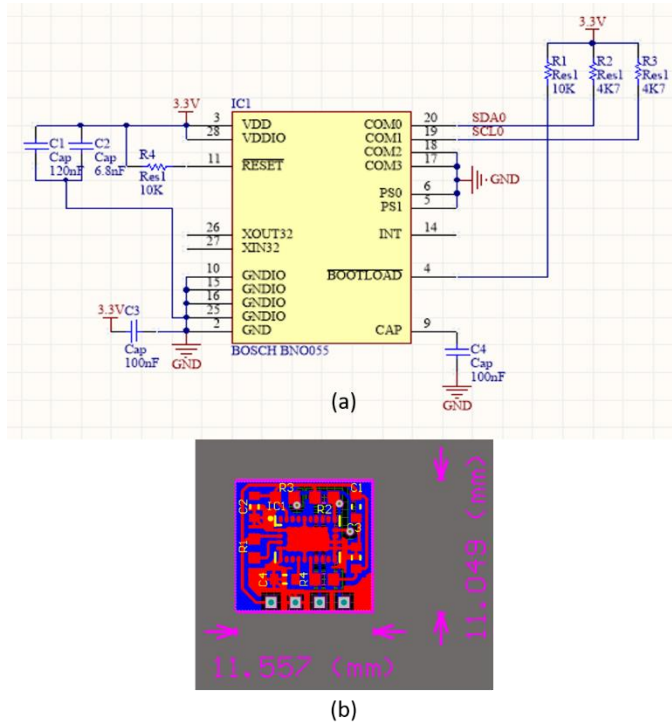 3.3V
R1
Res1
10K
R2
Res1
4K7
R3
Res1
4K7
3.3V
IC1
3 VDD COM0 20 SDA0
28 VDDIO COM1 19 SCL0
COM2 18
11 RESET COM3 17
GND
PS0 6
PS1 5
C1
Cap
120nF
C2
Cap
6.8nF
R4
Res1
10K
26 XOUT32 INT 14
27 XIN32
10 GNDIO BOOTLOAD 4
15 GNDIO
16 GNDIO
25 GNDIO
2 GND CAP 9
3.3V
C3
Cap
100nF
GND
BOSCH BNO055
C4
Cap
100nF
GND
(a)
R3 C1
C2 IC1 R2
C3
R1
C4 R4
11.049 (mm)
11.557 (mm)
(b)